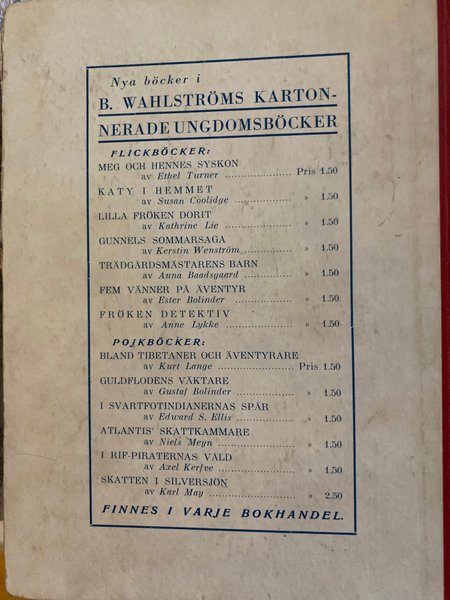 Nya böcker i
B. WAHLSTRÖMS KARTON-
NERADE UNGDOMSBÖCKER
FLICKBÖCKER:
MEG OCH HENNES SYSKON
av Ethel Turner .................... Pris 1.50
KATY I HEMMET
av Susan Coolidge .................... » 1.50
LILLA FRÖKEN DORIT
av Kathrine Lie .................... » 1.50
GUNNELS SOMMARSAGA
av Kerstin Wenström .................... » 1.50
TRÄDGÅRDSMÄSTARENS BARN
av Anna Baadsgaard .................... » 1.50
FEM VÄNNER PÅ ÄVENTYR
av Ester Bolinder .................... » 1.50
FRÖKEN DETEKTIV
av Anne Lykke .................... » 1.50
POJKBÖCKER:
BLAND TIBETANER OCH ÄVENTYRARE
av Kurt Lange .................... Pris 1.50
GULDFLODENS VÄKTARE
av Gustaf Bolinder .................... » 1.50
I SVARTFOTINDIANERNAS SPÅR
av Edward S. Ellis .................... » 1.50
ATLANTIS' SKATTKAMMARE
av Niels Meyn .................... » 1.50
I RIF-PIRATERNAS VÅLD
av Axel Kerfve .................... » 1.50
SKATTEN I SILVERSJÖN
av Karl May .................... » 2.50
FINNES I VARJE BOKHANDEL.